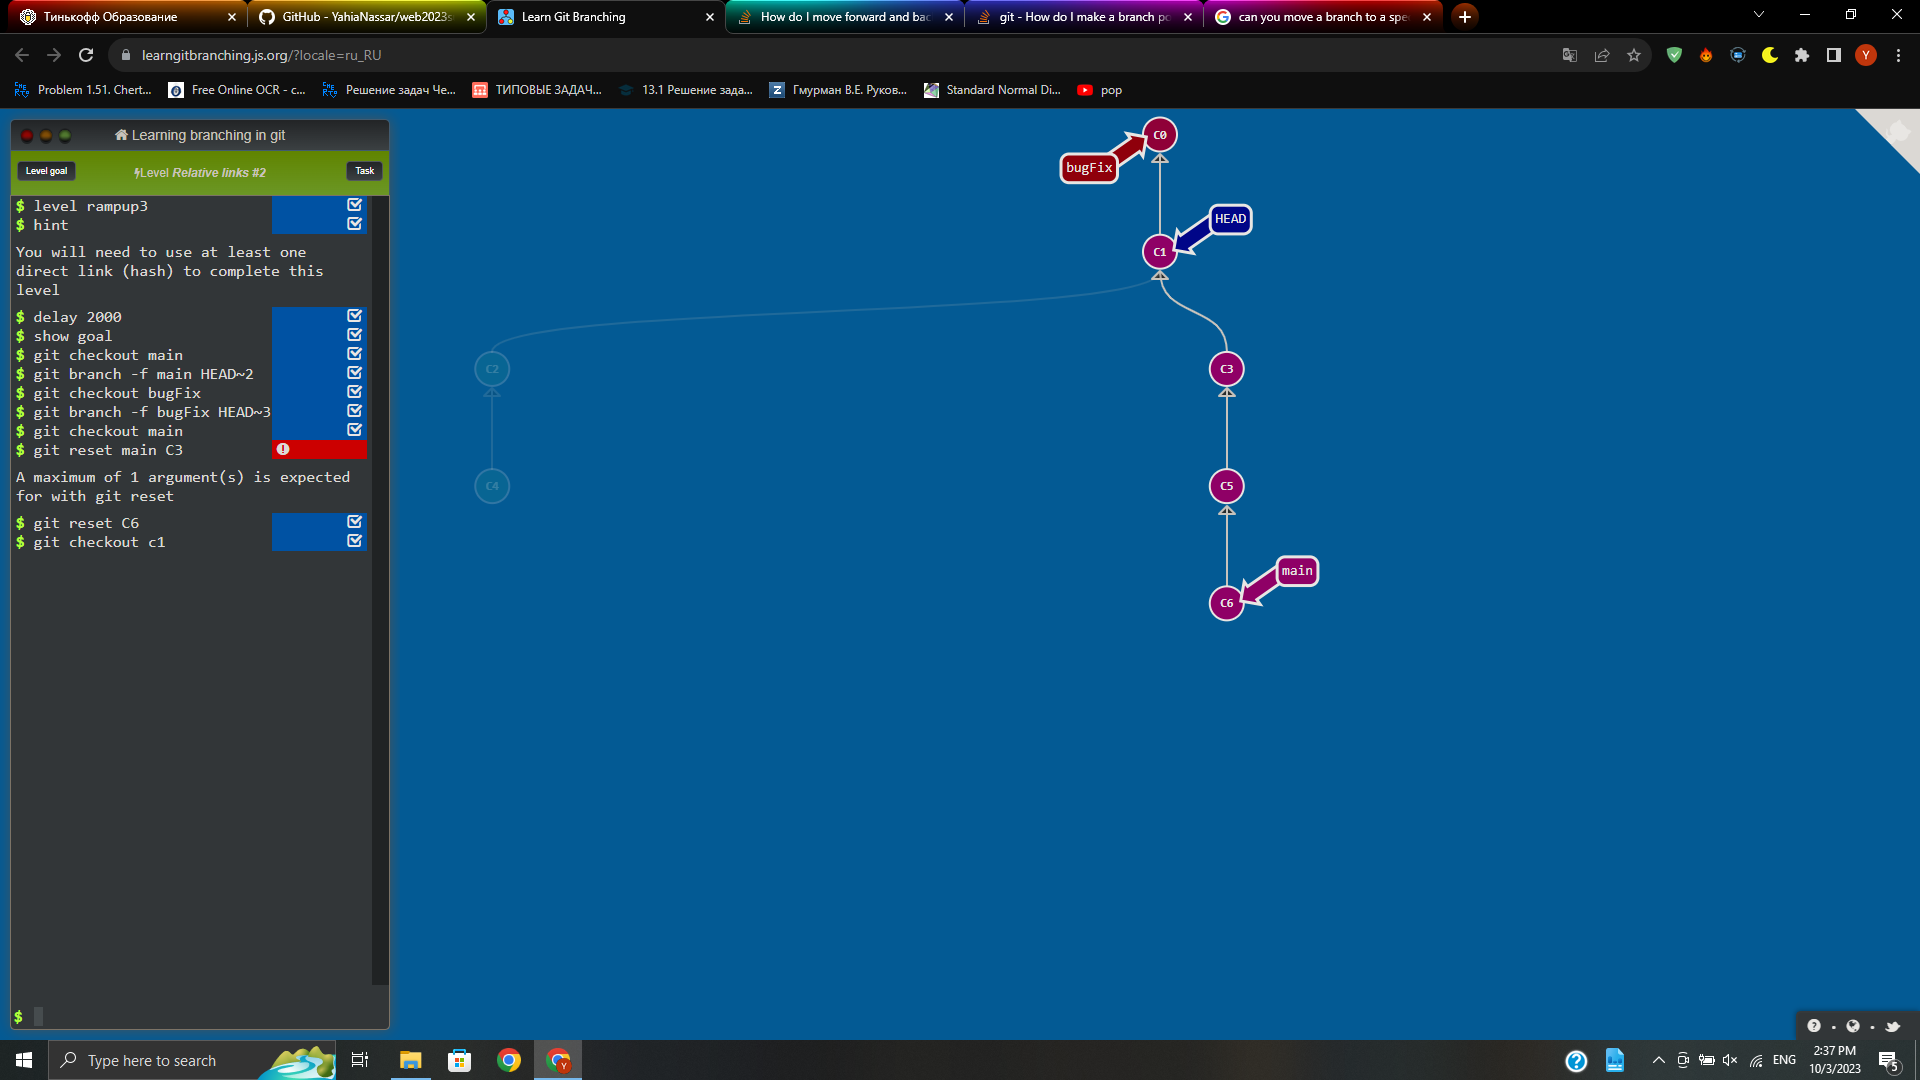 Тинькофф Образование
GitHub - YahiaNassar/web2023s
Learn Git Branching
How do I move forward and bac
git - How do I make a branch po
can you move a branch to a spe
learngitbranching.js.org/?locale=ru_RU
Y
Problem 1.51. Chert...
Free Online OCR - c...
Решение задач Че...
ТИПОВЫЕ ЗАДАЧ...
13.1 Решение зада...
Гмурман В.Е. Руков...
Standard Normal Di...
pop
Learning branching in git
Level goal
Level Relative links #2
Task
$ level rampup3
$ hint
You will need to use at least one
direct link (hash) to complete this
level
$ delay 2000
$ show goal
$ git checkout main
$ git branch -f main HEAD~2
$ git checkout bugFix
$ git branch -f bugFix HEAD~3
$ git checkout main
$ git reset main C3
A maximum of 1 argument(s) is expected
for with git reset
$ git reset C6
$ git checkout c1
$
C0
bugFix
HEAD
C1
C2
C3
C4
C5
main
C6
Type here to search
ENG
2:37 PM
10/3/2023
5